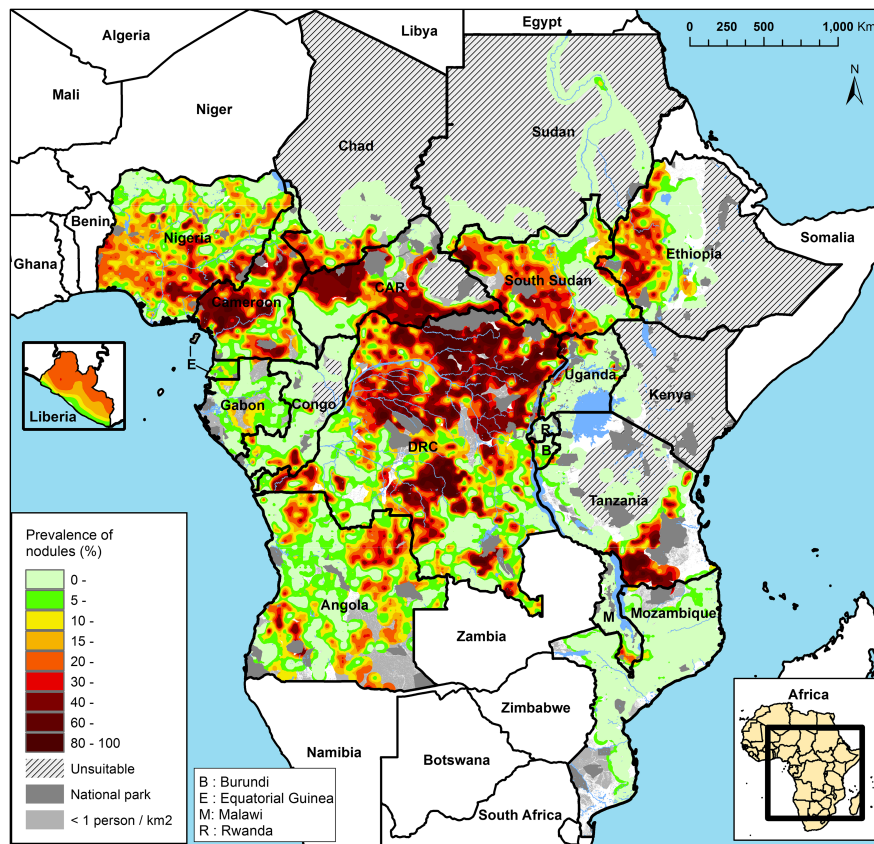 Egypt
Algeria
Libya
0 250 500 1,000 Km
N
Mali
Niger
Sudan
Chad
Benin
Nigeria
Ethiopia
Somalia
Ghana
South Sudan
CAR
Cameroon
E
Uganda
Kenya
Liberia
Gabon
Congo
R
DRC
B
Tanzania
Prevalence of
nodules (%)
0 -
5 -
10 -
15 -
20 -
30 -
40 -
60 -
80 - 100
Unsuitable
National park
< 1 person / km2
Angola
M
Mozambique
Zambia
Zimbabwe
Namibia
Botswana
South Africa
B : Burundi
E : Equatorial Guinea
M: Malawi
R : Rwanda
Africa